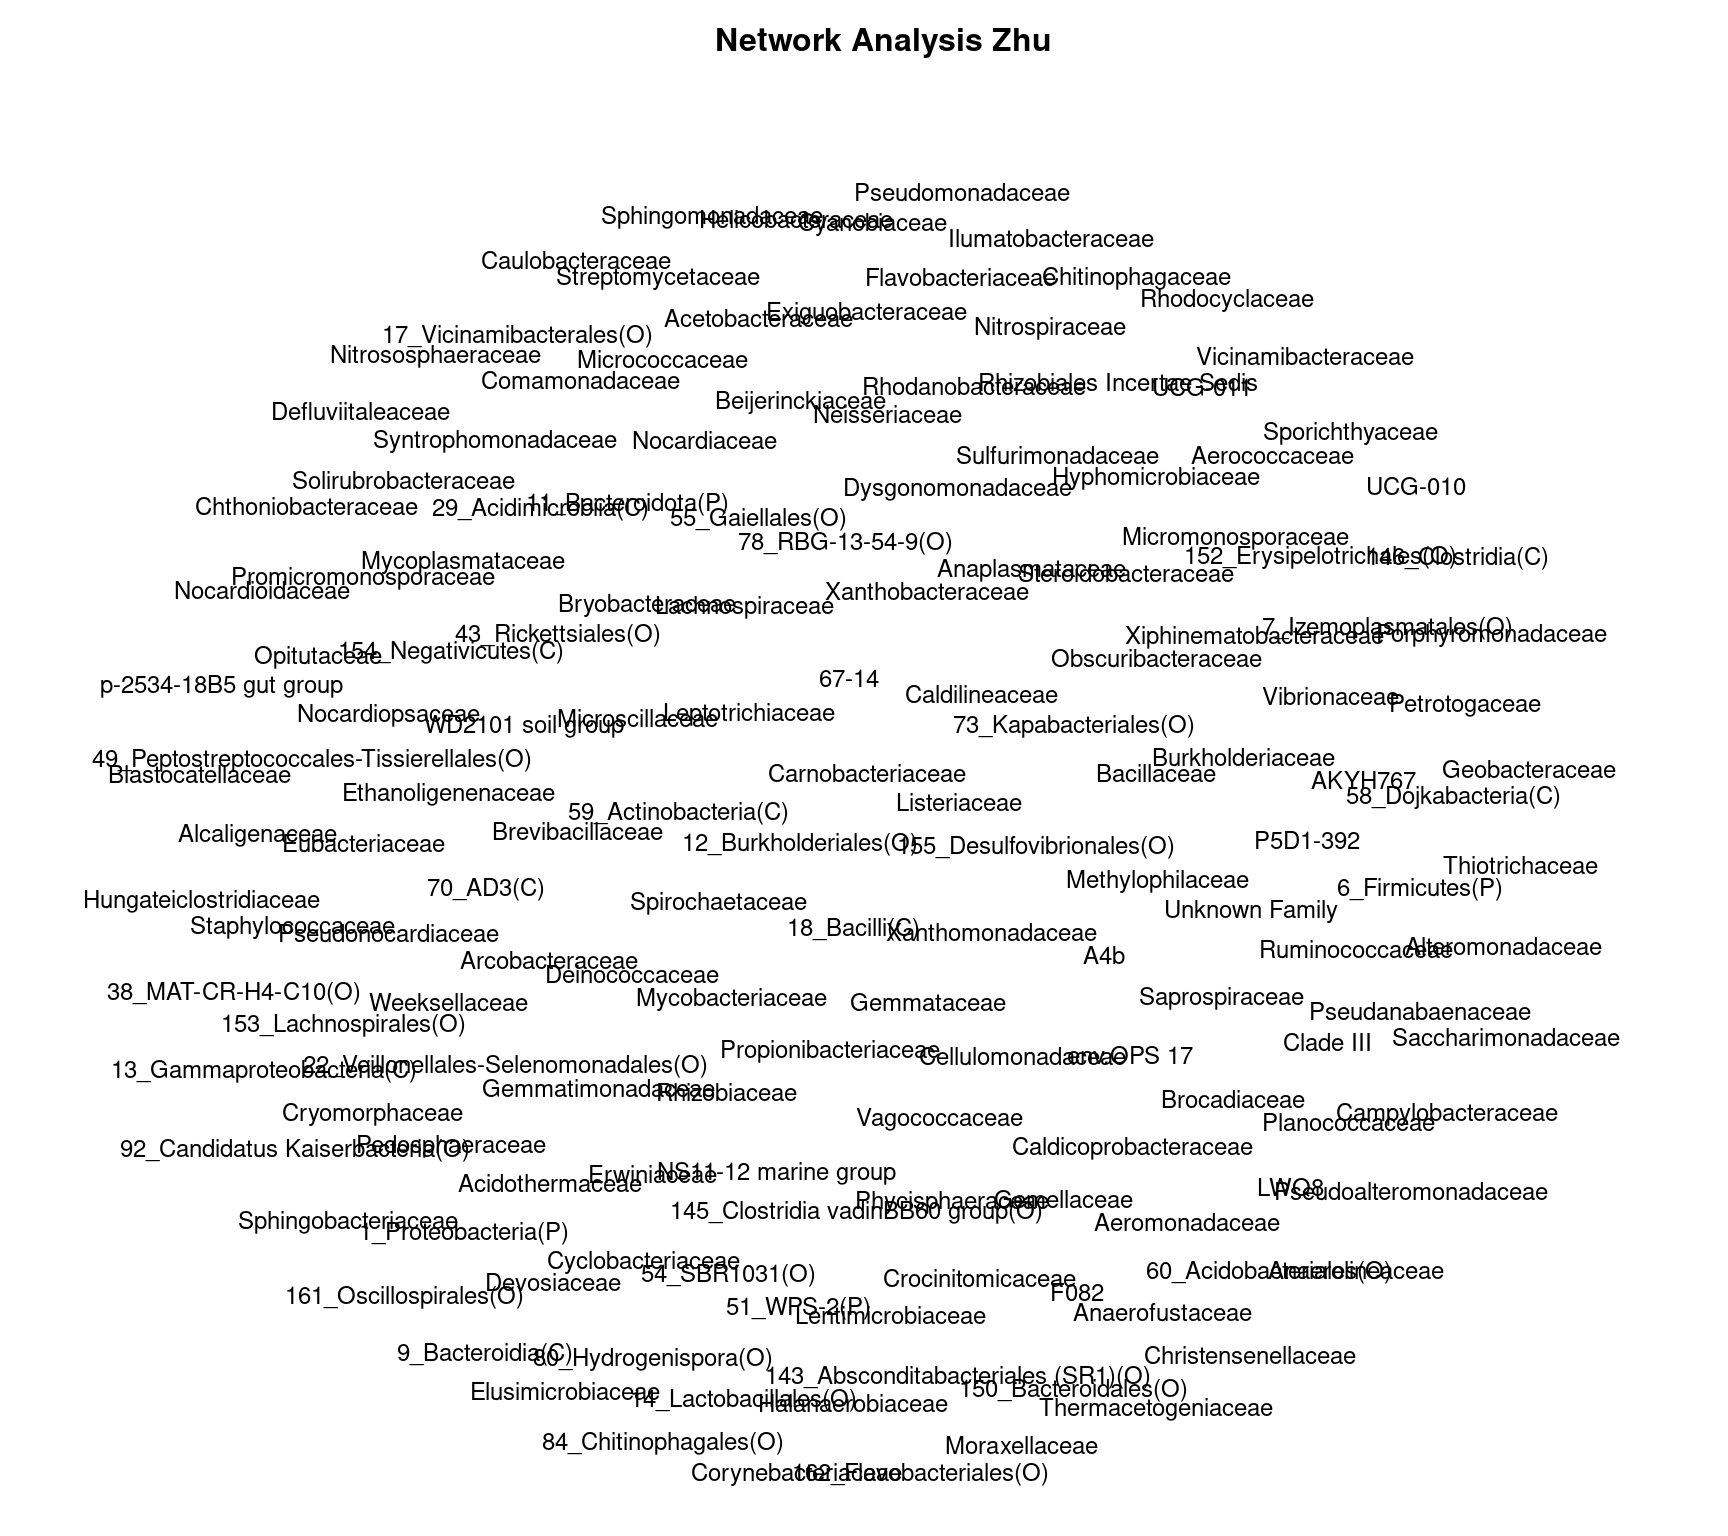 Network Analysis Zhu
Pseudomonadaceae
Sphingomonadaceae
Helicobacteraceae
Cyanobiaceae
Ilumatobacteraceae
Caulobacteraceae
Streptomycetaceae
Flavobacteriaceae
Chitinophagaceae
Rhodocyclaceae
Exiguobacteraceae
Acetobacteraceae
Nitrospiraceae
17_Vicinamibacterales(O)
Nitrososphaeraceae
Micrococcaceae
Vicinamibacteraceae
Comamonadaceae
Rhodanobacteraceae
Rhizobiales Incertae Sedis
UCG-011
Beijerinckiaceae
Neisseriaceae
Defluviitaleaceae
Sporichthyaceae
Syntrophomonadaceae
Nocardiaceae
Sulfurimonadaceae
Aerococcaceae
Hyphomicrobiaceae
Solirubrobacteraceae
Dysgonomonadaceae
UCG-010
Chthoniobacteraceae
29_Acidimicrobiia(C)
11_Bacteroidota(P)
55_Gaiellales(O)
78_RBG-13-54-9(O)
Micromonosporaceae
152_Erysipelotrichales(O)
146_Clostridia(C)
Mycoplasmataceae
Anaplasmataceae
Steroidobacteraceae
Promicromonosporaceae
Nocardioidaceae
Xanthobacteraceae
Bryobacteraceae
Lachnospiraceae
43_Rickettsiales(O)
7_Izemoplasmatales(O)
Xiphinematobacteraceae
Porphyromonadaceae
Opitutaceae
154_Negativicutes(C)
Obscuribacteraceae
p-2534-18B5 gut group
67-14
Caldilineaceae
Vibrionaceae
Petrotogaceae
Nocardiopsaceae
WD2101 soil group
Microscillaceae
Leptotrichiaceae
73_Kapabacteriales(O)
49_Peptostreptococcales-Tissierellales(O)
Blastocatellaceae
Carnobacteriaceae
Bacillaceae
Burkholderiaceae
AKYH767
Geobacteraceae
Ethanoligenenaceae
Listeriaceae
58_Dojkabacteria(C)
59_Actinobacteria(C)
Alcaligenaceae
Eubacteriaceae
Brevibacillaceae
12_Burkholderiales(O)
155_Desulfovibrionales(O)
P5D1-392
Thiotrichaceae
Hungateiclostridiaceae
70_AD3(C)
Spirochaetaceae
Methylophilaceae
6_Firmicutes(P)
Unknown Family
Staphylococcaceae
Pseudonocardiaceae
18_Bacilli(C)
Xanthomonadaceae
A4b
Ruminococcaceae
Alteromonadaceae
Arcobacteraceae
Deinococcaceae
38_MAT-CR-H4-C10(O)
Weeksellaceae
Mycobacteriaceae
Gemmataceae
Saprospiraceae
Pseudanabaenaceae
153_Lachnospirales(O)
Clade III
Saccharimonadaceae
Propionibacteriaceae
Cellulomonadaceae
env.OPS 17
13_Gammaproteobacteria(C)
22_Veillonellales-Selenomonadales(O)
Gemmatimonadaceae
Rhizobiaceae
Brocadiaceae
Cryomorphaceae
Vagococcaceae
Planococcaceae
Campylobacteraceae
92_Candidatus Kaiserbacteria(O)
Pedosphaeraceae
Caldicoprobacteraceae
Acidothermaceae
Erwiniaceae
NS11-12 marine group
LWO8
Pseudoalteromonadaceae
Phycisphaeraceae
Gemellaceae
145_Clostridia vadinBB60 group(O)
Sphingobacteriaceae
1_Proteobacteria(P)
Aeromonadaceae
Cyclobacteriaceae
54_SBR1031(O)
Devosiaceae
Crocinitomicaceae
60_Acidobacteriales(O)
Anaerolineaceae
161_Oscillospirales(O)
F082
51_WPS-2(P)
Lentimicrobiaceae
Anaerofustaceae
9_Bacteroidia(C)
80_Hydrogenispora(O)
Christensenellaceae
143_Absconditabacteriales (SR1)(O)
Elusimicrobiaceae
14_Lactobacillales(O)
Halanaerobiaceae
150_Bacteroidales(O)
Thermacetogeniaceae
84_Chitinophagales(O)
Moraxellaceae
Corynebacteriaceae
162_Flavobacteriales(O)